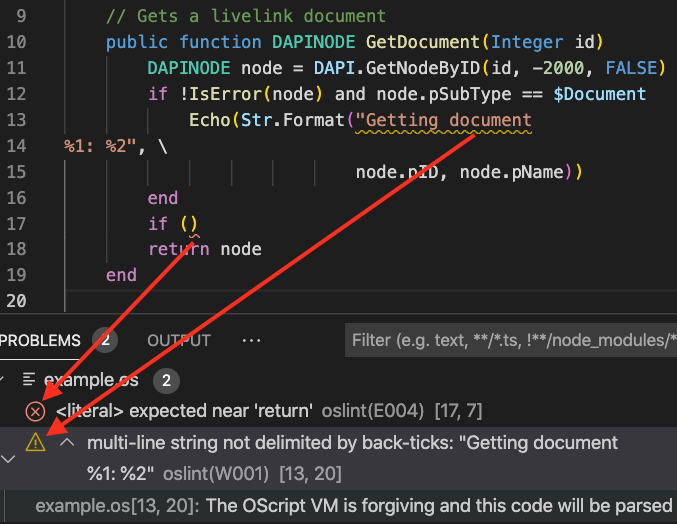 9 // Gets a livelink document
10 public function DAPINODE GetDocument(Integer id)
11 DAPINODE node = DAPI.GetNodeByID(id, -2000, FALSE)
12 if !IsError(node) and node.pSubType == $Document
13 Echo(Str.Format("Getting document
14 %1: %2", \
15 node.pID, node.pName))
16 end
17 if ()
18 return node
19 end
20
PROBLEMS 2 OUTPUT ··· Filter (e.g. text, **/*.ts, !**/node_modules/*
example.os 2
<literal> expected near 'return' oslint(E004) [17, 7]
multi-line string not delimited by back-ticks: "Getting document
%1: %2" oslint(W001) [13, 20]
example.os[13, 20]: The OScript VM is forgiving and this code will be parsed